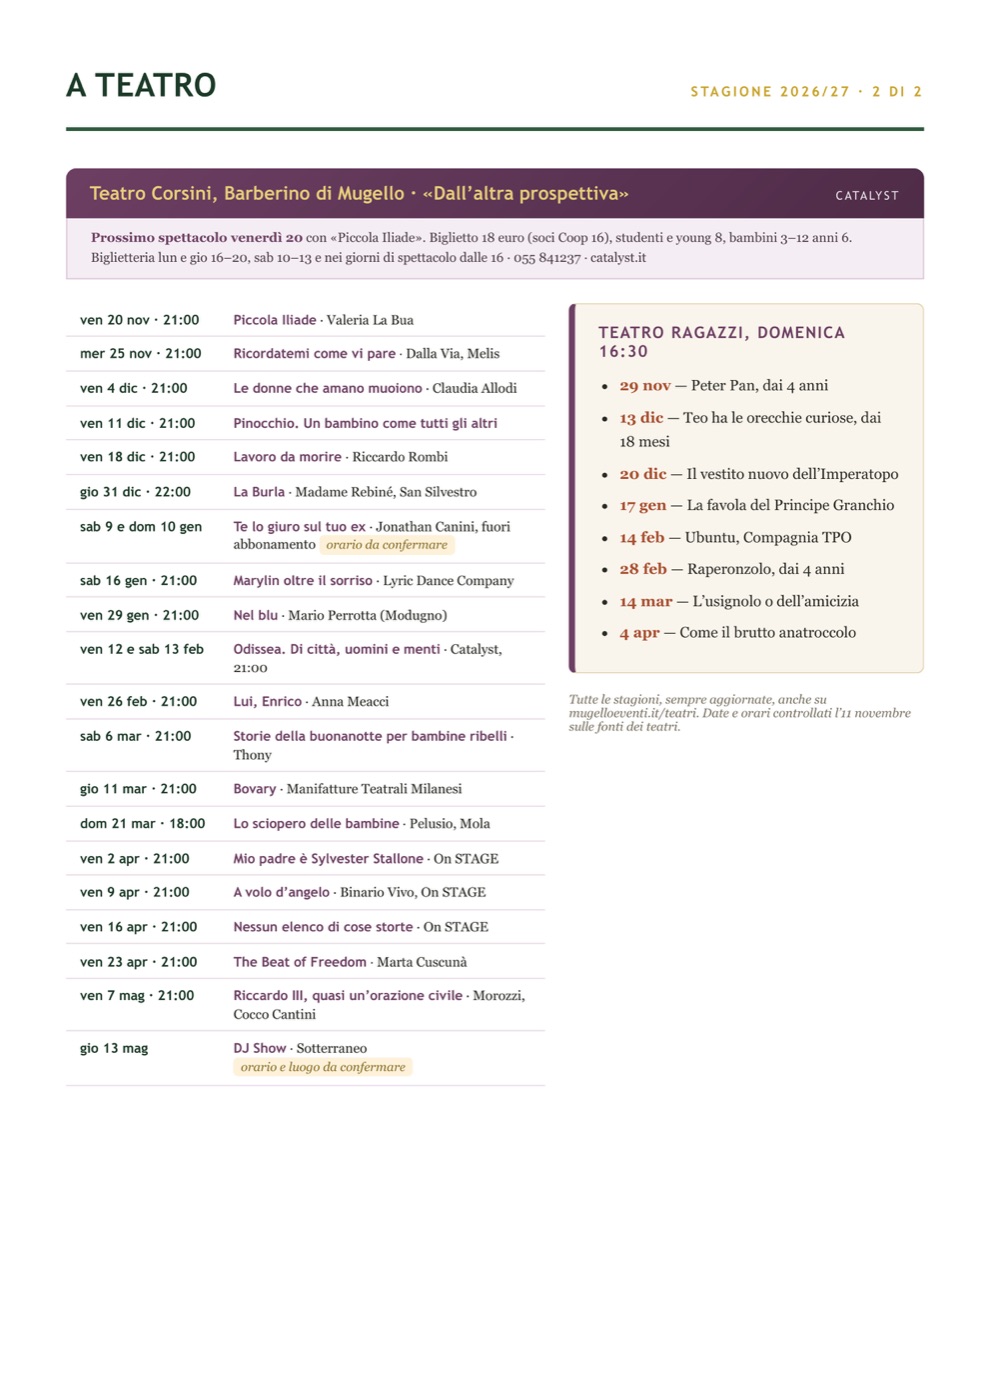 A TEATRO
STAGIONE 2026/27 · 2 DI 2
Teatro Corsini, Barberino di Mugello · «Dall’altra prospettiva»
CATALYST
Prossimo spettacolo venerdì 20 con «Piccola Iliade». Biglietto 18 euro (soci Coop 16), studenti e young 8, bambini 3–12 anni 6.
Biglietteria lun e gio 16–20, sab 10–13 e nei giorni di spettacolo dalle 16 · 055 841237 · catalyst.it
ven 20 nov · 21:00 Piccola Iliade · Valeria La Bua
mer 25 nov · 21:00 Ricordatemi come vi pare · Dalla Via, Melis
ven 4 dic · 21:00 Le donne che amano muoiono · Claudia Allodi
ven 11 dic · 21:00 Pinocchio. Un bambino come tutti gli altri
ven 18 dic · 21:00 Lavoro da morire · Riccardo Rombi
gio 31 dic · 22:00 La Burla · Madame Rebiné, San Silvestro
sab 9 e dom 10 gen Te lo giuro sul tuo ex · Jonathan Canini, fuori
abbonamento orario da confermare
sab 16 gen · 21:00 Marylin oltre il sorriso · Lyric Dance Company
ven 29 gen · 21:00 Nel blu · Mario Perrotta (Modugno)
ven 12 e sab 13 feb Odissea. Di città, uomini e menti · Catalyst,
21:00
ven 26 feb · 21:00 Lui, Enrico · Anna Meacci
sab 6 mar · 21:00 Storie della buonanotte per bambine ribelli ·
Thony
gio 11 mar · 21:00 Bovary · Manifatture Teatrali Milanesi
dom 21 mar · 18:00 Lo sciopero delle bambine · Pelusio, Mola
ven 2 apr · 21:00 Mio padre è Sylvester Stallone · On STAGE
ven 9 apr · 21:00 A volo d’angelo · Binario Vivo, On STAGE
ven 16 apr · 21:00 Nessun elenco di cose storte · On STAGE
ven 23 apr · 21:00 The Beat of Freedom · Marta Cuscunà
ven 7 mag · 21:00 Riccardo III, quasi un’orazione civile · Morozzi,
Cocco Cantini
gio 13 mag DJ Show · Sotterraneo
orario e luogo da confermare
TEATRO RAGAZZI, DOMENICA
16:30
• 29 nov — Peter Pan, dai 4 anni
• 13 dic — Teo ha le orecchie curiose, dai
18 mesi
• 20 dic — Il vestito nuovo dell’Imperatopo
• 17 gen — La favola del Principe Granchio
• 14 feb — Ubuntu, Compagnia TPO
• 28 feb — Raperonzolo, dai 4 anni
• 14 mar — L’usignolo o dell’amicizia
• 4 apr — Come il brutto anatroccolo
Tutte le stagioni, sempre aggiornate, anche su
mugelloeventi.it/teatri. Date e orari controllati l’11 novembre
sulle fonti dei teatri.